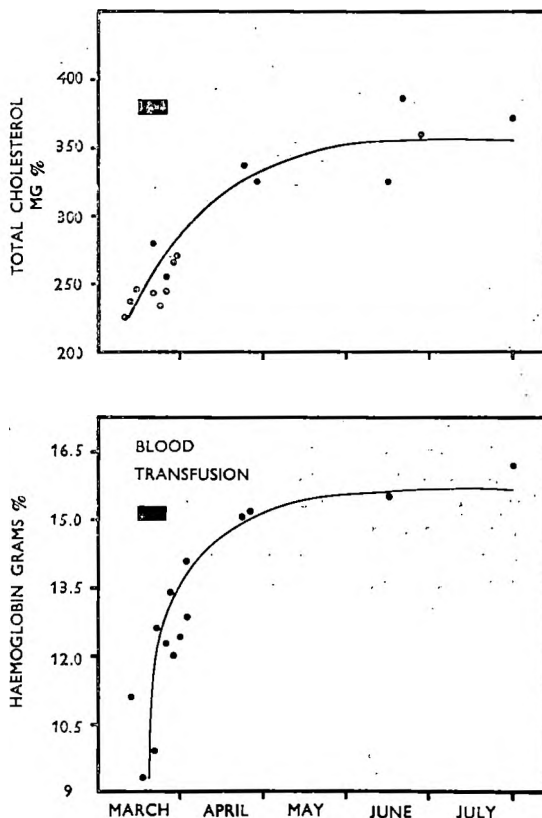 TOTAL CHOLESTEROL
MG %
400
350
300
250
200
HAEMOGLOBIN GRAMS %
BLOOD
TRANSFUSION
16.5
15.0
13.5
12.0
10.5
9
MARCH APRIL MAY JUNE JULY